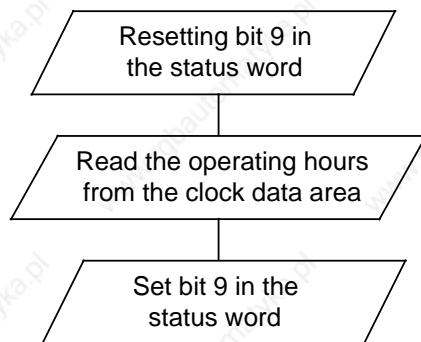 Resetting bit 9 in
the status word
Read the operating hours
from the clock data area
Set bit 9 in the
status word